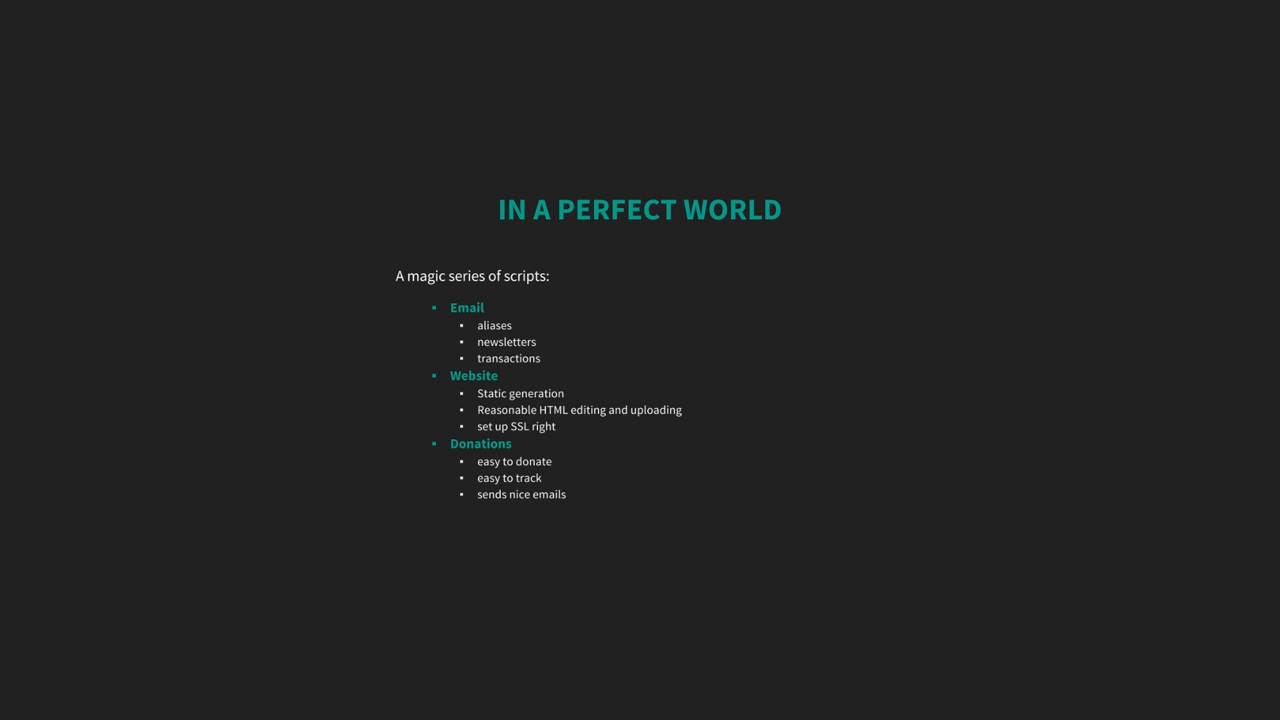 IN A PERFECT WORLD
A magic series of scripts:
▪ Email
▪ aliases
▪ newsletters
▪ transactions
▪ Website
▪ Static generation
▪ Reasonable HTML editing and uploading
▪ set up SSL right
▪ Donations
▪ easy to donate
▪ easy to track
▪ sends nice emails